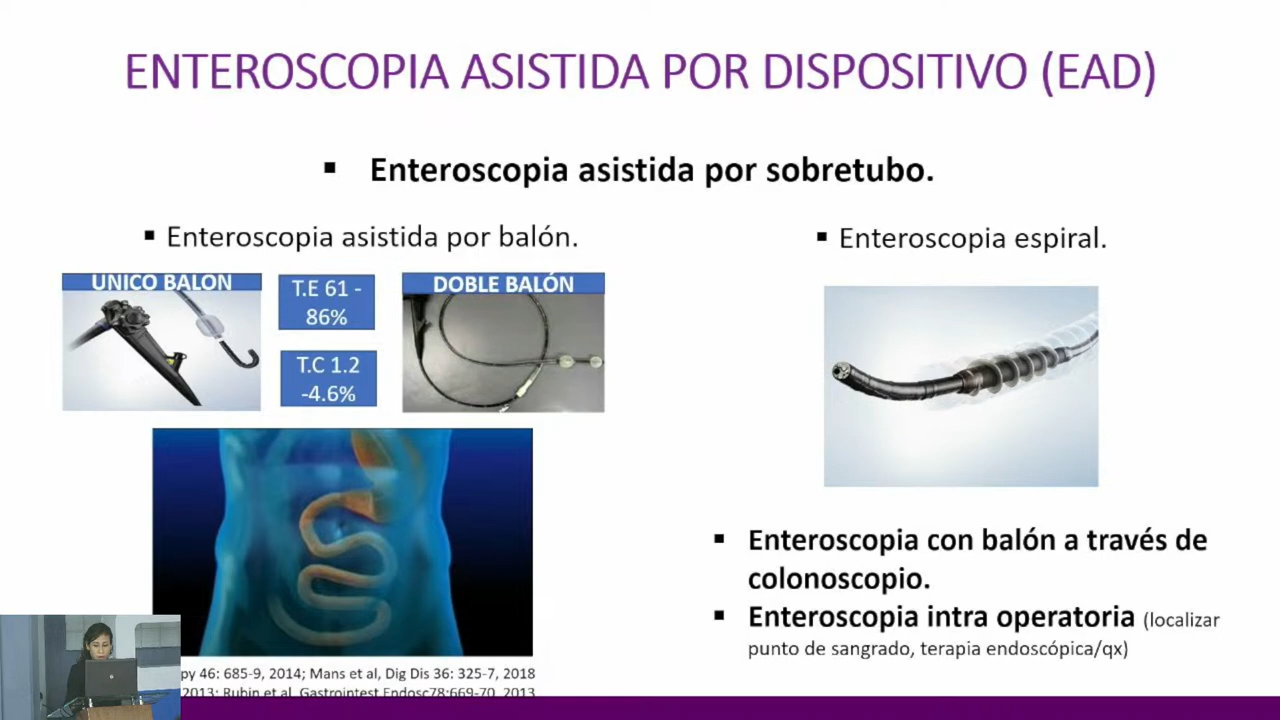 ENTEROSCOPIA ASISTIDA POR DISPOSITIVO (EAD)
▪ Enteroscopia asistida por sobretubo.
▪ Enteroscopia asistida por balón.
UNICO BALON
T.E 61 -
86%
DOBLE BALÓN
T.C 1.2
-4.6%
▪ Enteroscopia espiral.
▪ Enteroscopia con balón a través de
colonoscopio.
▪ Enteroscopia intra operatoria (localizar
punto de sangrado, terapia endoscópica/qx)
py 46: 685-9, 2014; Mans et al, Dig Dis 36: 325-7, 2018
2013; Rubin et al, Gastrointest Endosc78:669-70, 2013